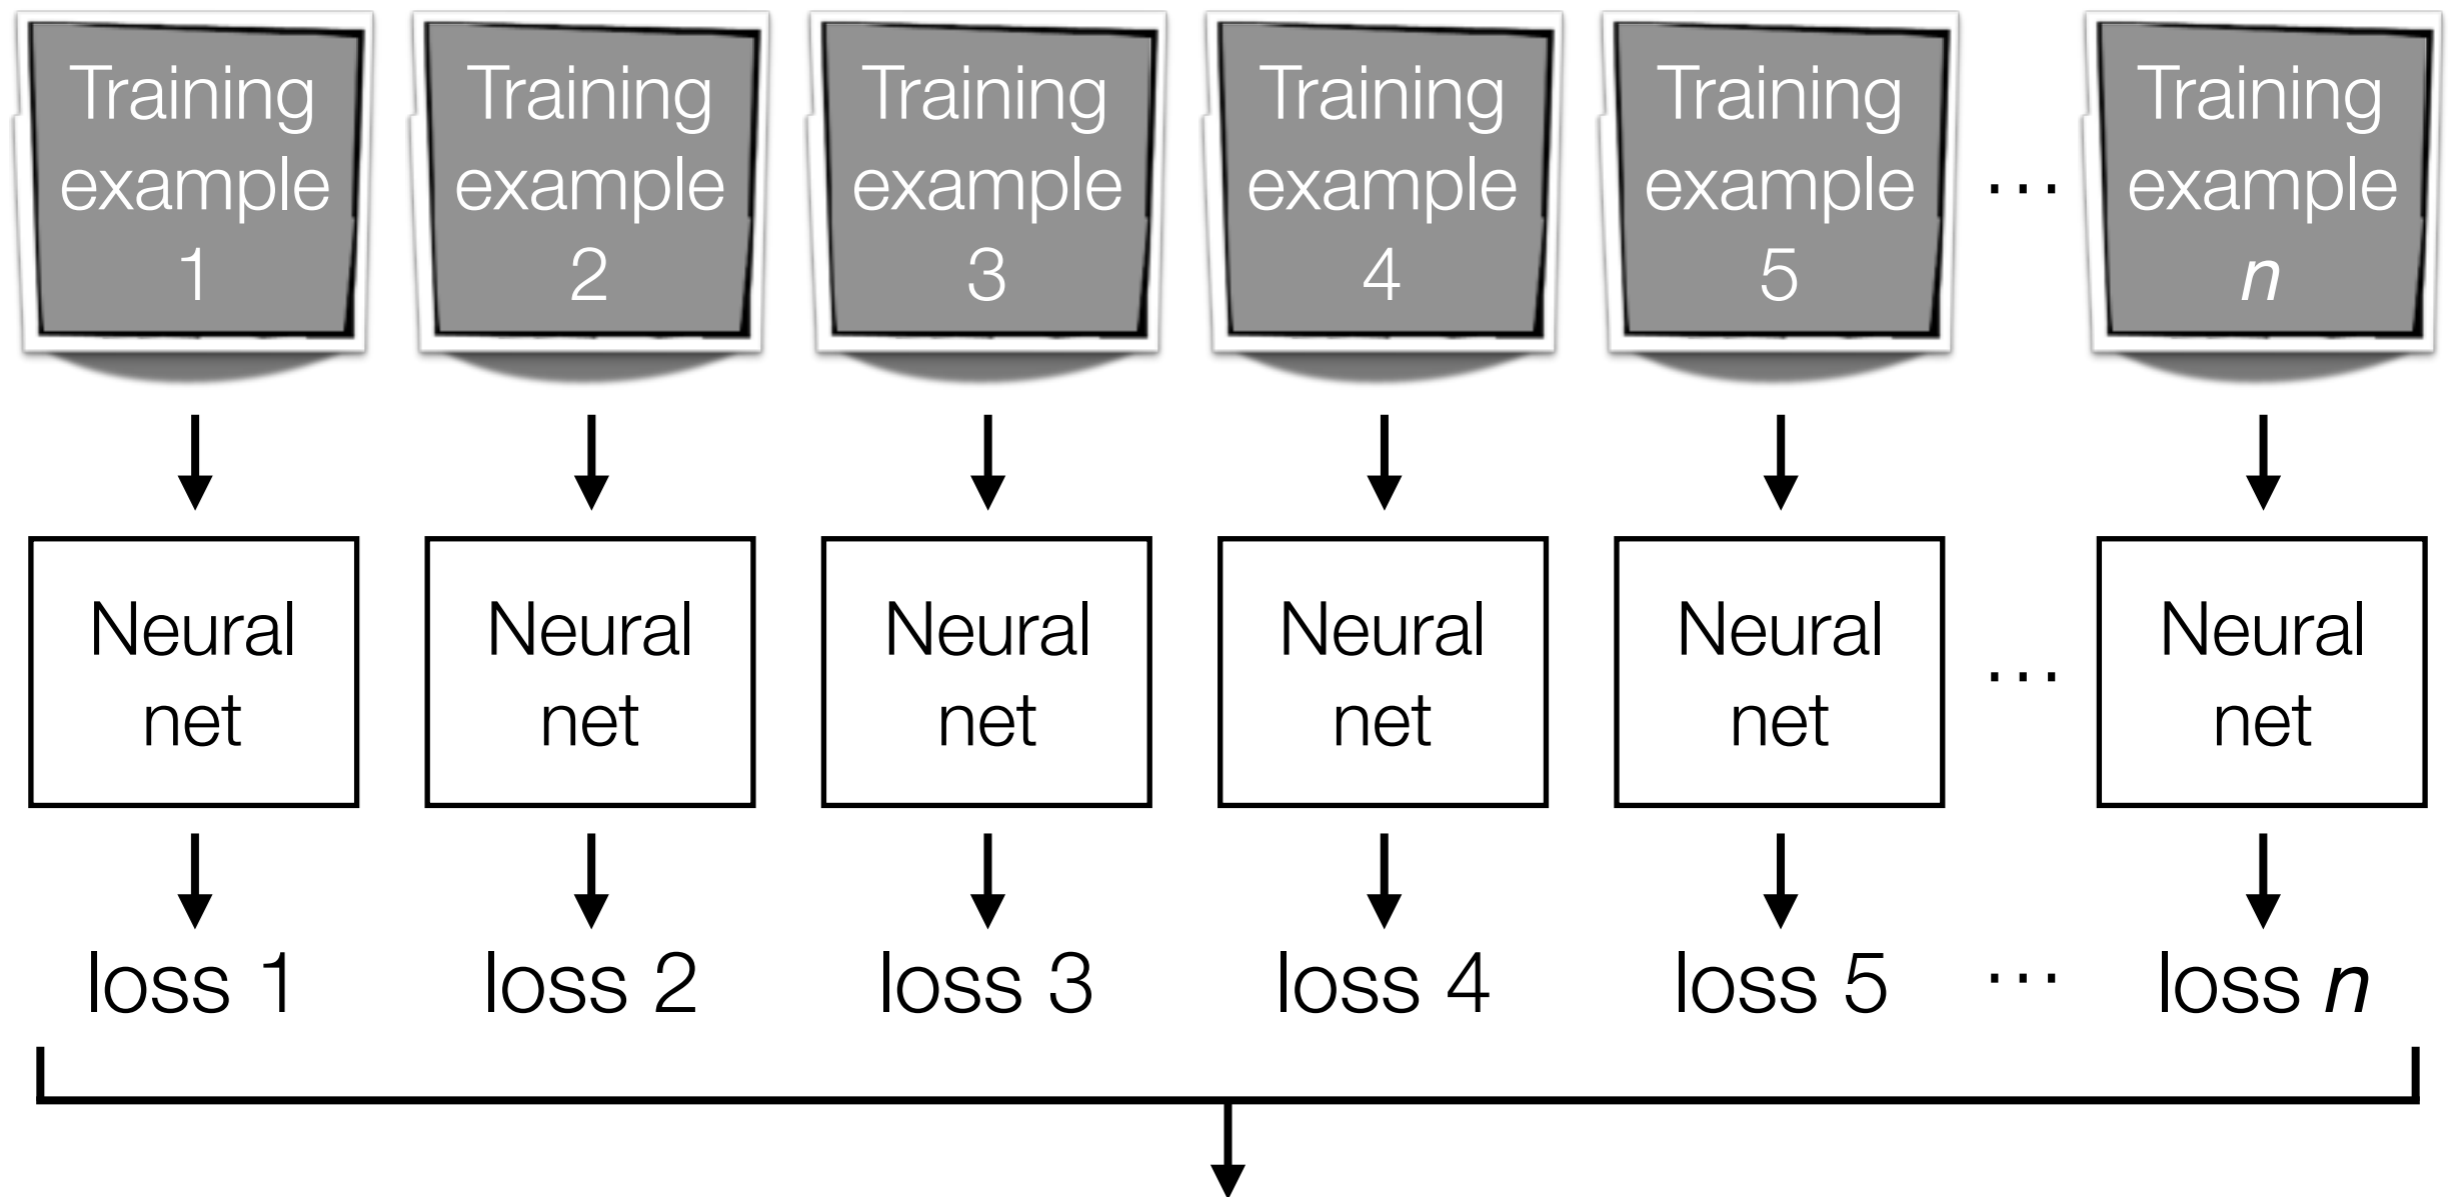 Training
example
1
Training
example
2
Training
example
3
Training
example
4
Training
example
5
...
Training
example
n
Neural
net
Neural
net
Neural
net
Neural
net
Neural
net
...
Neural
net
loss 1
loss 2
loss 3
loss 4
loss 5
...
loss n